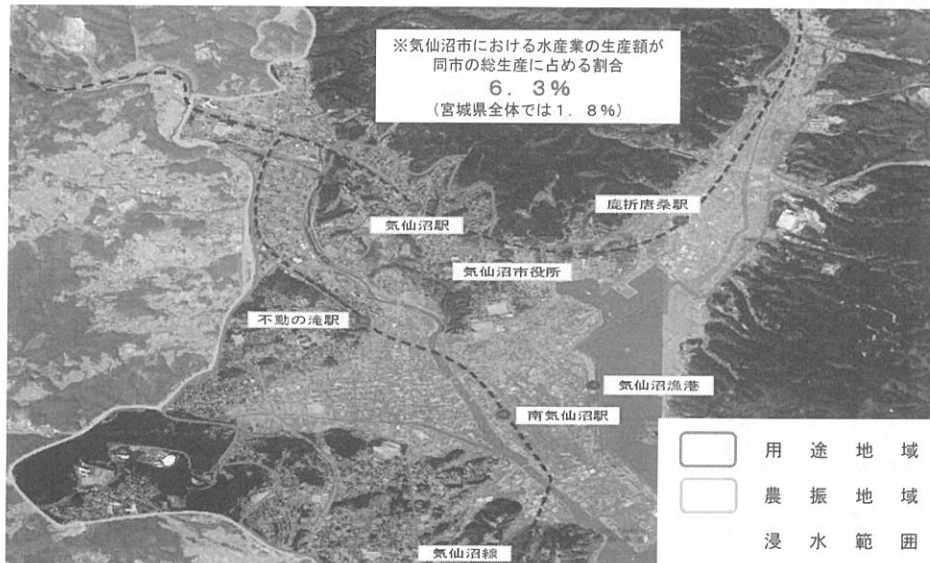 ※気仙沼市における水産業の生産額が
同市の総生産に占める割合
6．3％
（宮城県全体では1．8％）
気仙沼駅
鹿折唐桑駅
気仙沼市役所
不動の滝駅
気仙沼漁港
南気仙沼駅
気仙沼線
用途地域
農振地域
浸水範囲